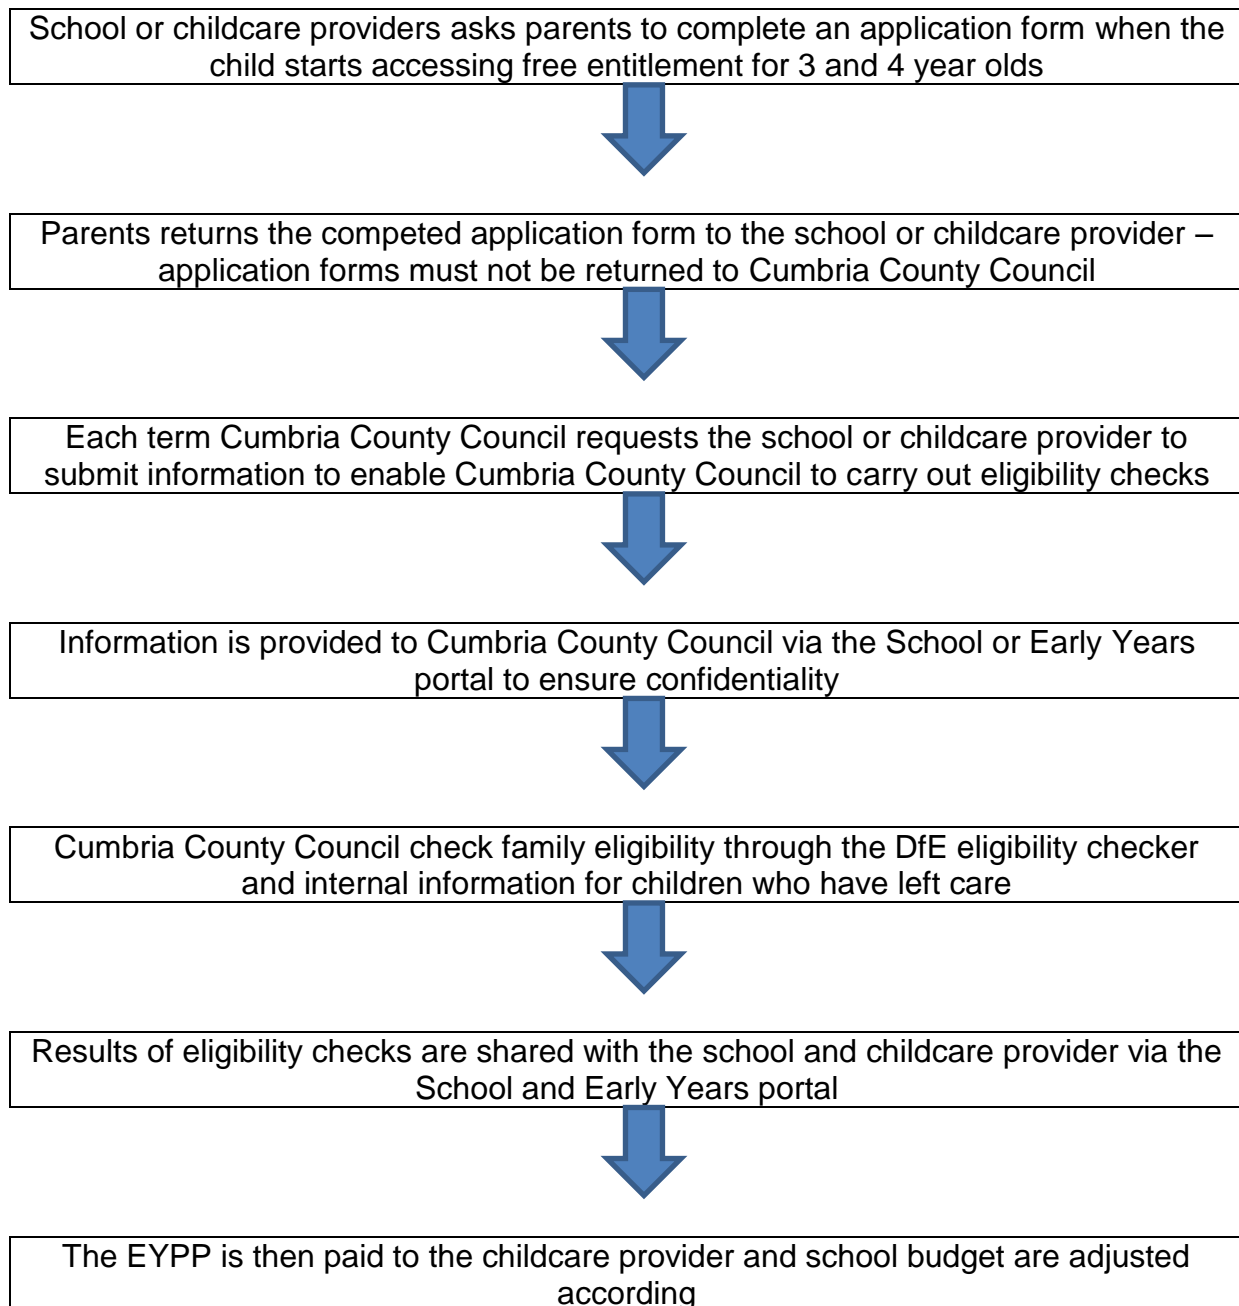 School or childcare providers asks parents to complete an application form when the
child starts accessing free entitlement for 3 and 4 year olds
Parents returns the competed application form to the school or childcare provider –
application forms must not be returned to Cumbria County Council
Each term Cumbria County Council requests the school or childcare provider to
submit information to enable Cumbria County Council to carry out eligibility checks
Information is provided to Cumbria County Council via the School or Early Years
portal to ensure confidentiality
Cumbria County Council check family eligibility through the DfE eligibility checker
and internal information for children who have left care
Results of eligibility checks are shared with the school and childcare provider via the
School and Early Years portal
The EYPP is then paid to the childcare provider and school budget are adjusted
according